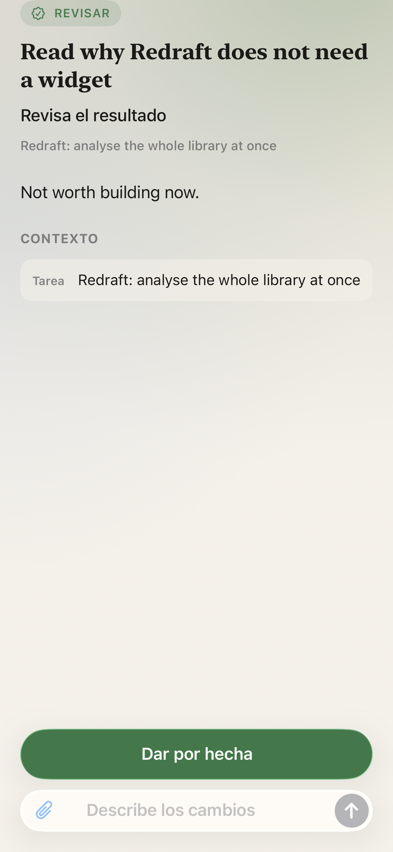 REVISAR
Read why Redraft does not need
a widget
Revisa el resultado
Redraft: analyse the whole library at once
Not worth building now.
CONTEXTO
Tarea Redraft: analyse the whole library at once
Dar por hecha
Describe los cambios